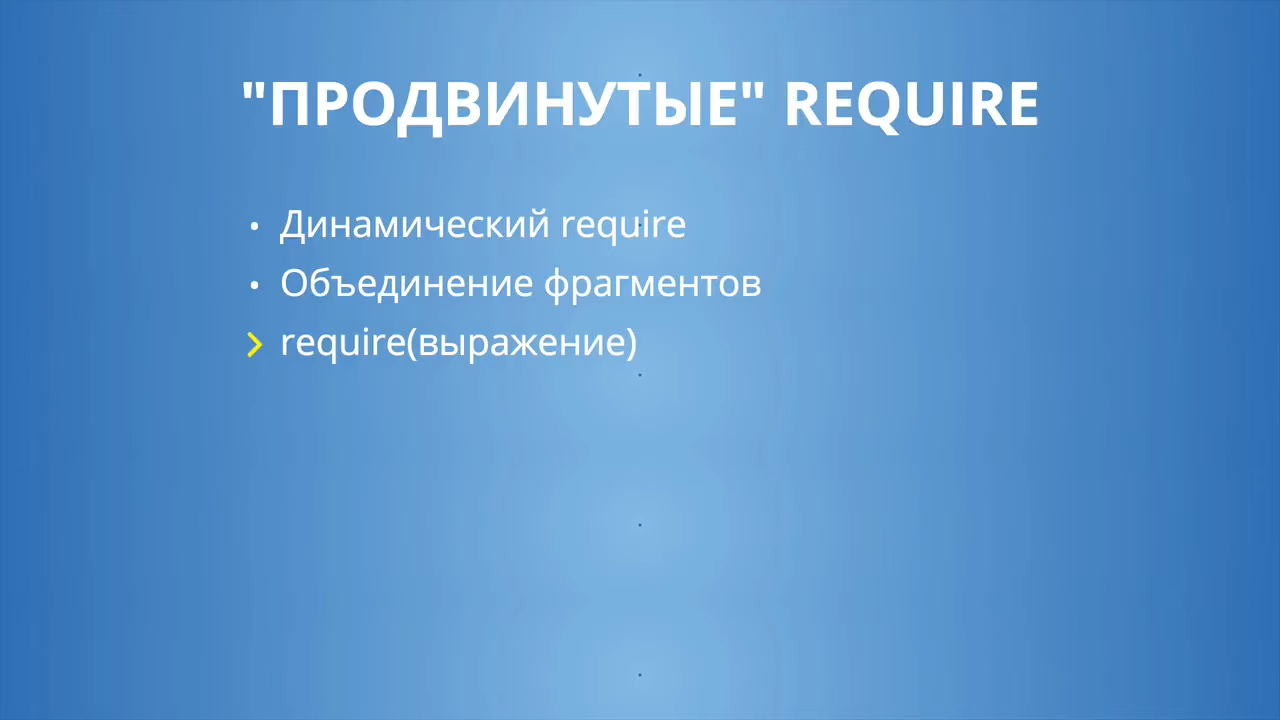 "ПРОДВИНУТЫЕ" REQUIRE
• Динамический require
• Объединение фрагментов
> require(выражение)